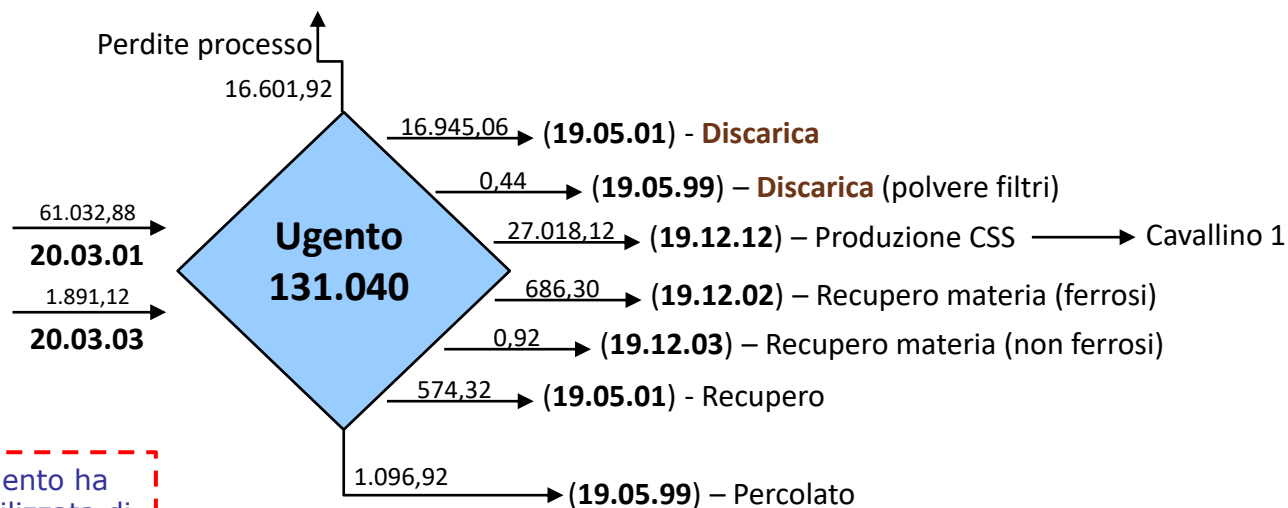 Perdite processo
16.601,92
16.945,06 (19.05.01) - Discarica
0,44 (19.05.99) – Discarica (polvere filtri)
61.032,88
20.03.01
Ugento
131.040
27.018,12 (19.12.12) – Produzione CSS Cavallino 1
1.891,12
20.03.03
686,30 (19.12.02) – Recupero materia (ferrosi)
0,92 (19.12.03) – Recupero materia (non ferrosi)
574,32 (19.05.01) - Recupero
ento ha
1.096,92 (19.05.99) – Percolato